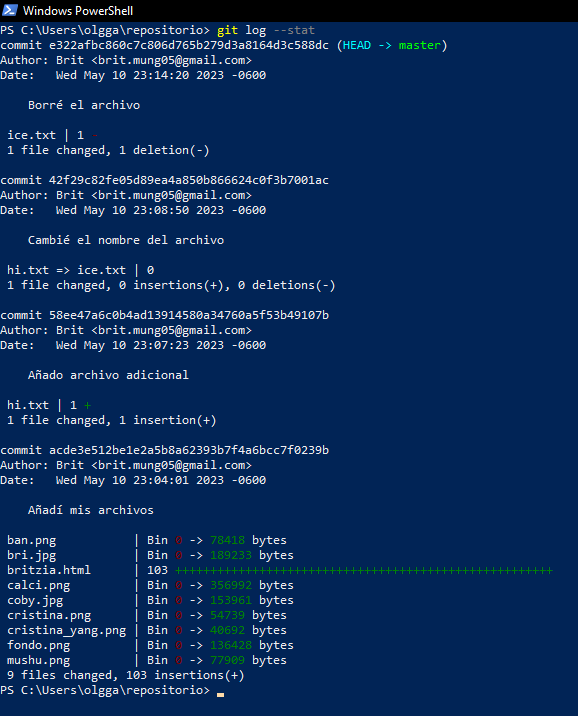 Windows PowerShell
PS C:\Users\olgga\repositorio> git log --stat
commit e322afbc860c7c806d765b279d3a8164d3c588dc (HEAD -> master)
Author: Brit <brit.mung05@gmail.com>
Date:   Wed May 10 23:14:20 2023 -0600
Borré el archivo
ice.txt | 1 -
1 file changed, 1 deletion(-)
commit 42f29c82fe05d89ea4a850b866624c0f3b7001ac
Author: Brit <brit.mung05@gmail.com>
Date:   Wed May 10 23:08:50 2023 -0600
Cambié el nombre del archivo
hi.txt => ice.txt | 0
1 file changed, 0 insertions(+), 0 deletions(-)
commit 58ee47a6c0b4ad13914580a34760a5f53b49107b
Author: Brit <brit.mung05@gmail.com>
Date:   Wed May 10 23:07:23 2023 -0600
Añado archivo adicional
hi.txt | 1 +
1 file changed, 1 insertion(+)
commit acde3e512be1e2a5b8a62393b7f4a6bcc7f0239b
Author: Brit <brit.mung05@gmail.com>
Date:   Wed May 10 23:04:01 2023 -0600
Añadí mis archivos
ban.png           | Bin 0 -> 78418 bytes
bri.jpg           | Bin 0 -> 189233 bytes
britzia.html      | 103 ++++++++++++++++++++++++++++++++++++++++++++++++++++++
calci.png         | Bin 0 -> 356992 bytes
coby.jpg          | Bin 0 -> 153961 bytes
cristina.png      | Bin 0 -> 54739 bytes
cristina_yang.png | Bin 0 -> 40692 bytes
fondo.png         | Bin 0 -> 136428 bytes
mushu.png         | Bin 0 -> 77909 bytes
9 files changed, 103 insertions(+)
PS C:\Users\olgga\repositorio>